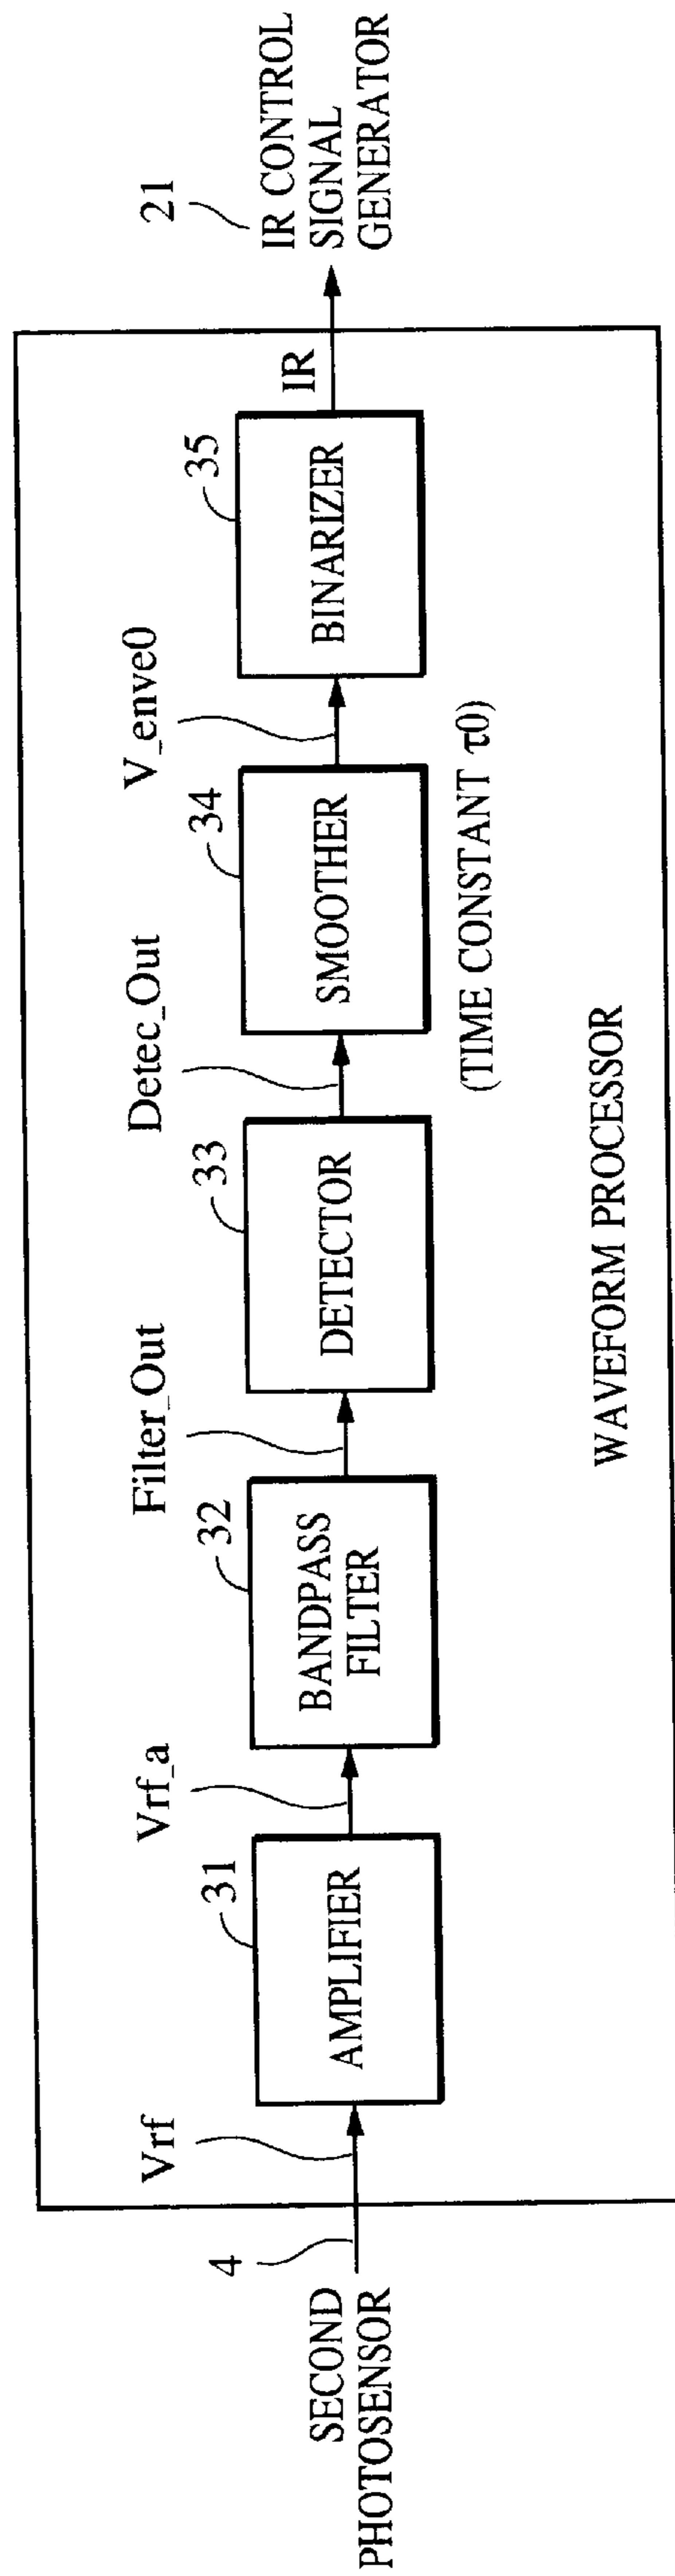 SECOND
PHOTOSENSOR
4
Vrf
31
AMPLIFIER
Vrf_a
32
BANDPASS
FILTER
Filter_Out
33
DETECTOR
Detec_Out
34
SMOOTHER
(TIME CONSTANT τ0)
V_enve0
35
BINARIZER
IR
21
IR CONTROL
SIGNAL
GENERATOR
WAVEFORM PROCESSOR